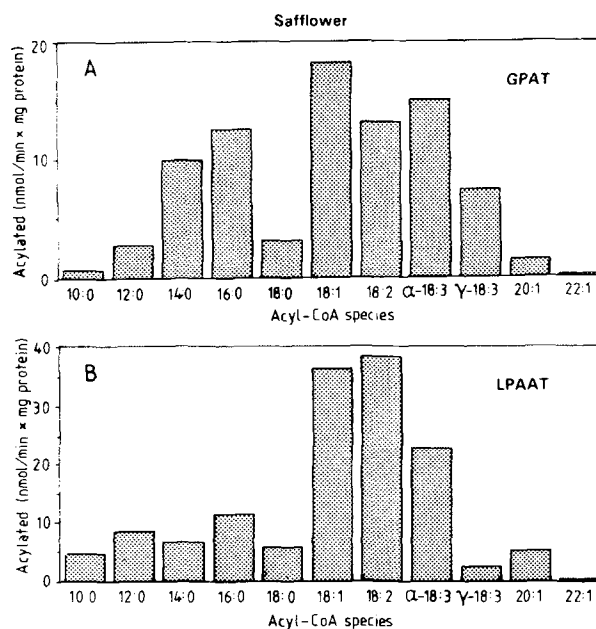 Safflower
A
GPAT
20
10
0
Acylated (nmol/min × mg protein)
10:0 12:0 14:0 16:0 18:0 18:1 18:2 α-18:3 γ-18:3 20:1 22:1
Acyl-CoA species
B
LPAAT
40
30
20
10
0
Acylated (nmol/min × mg protein)
10:0 12:0 14:0 16:0 18:0 18:1 18:2 α-18:3 γ-18:3 20:1 22:1
Acyl-CoA species